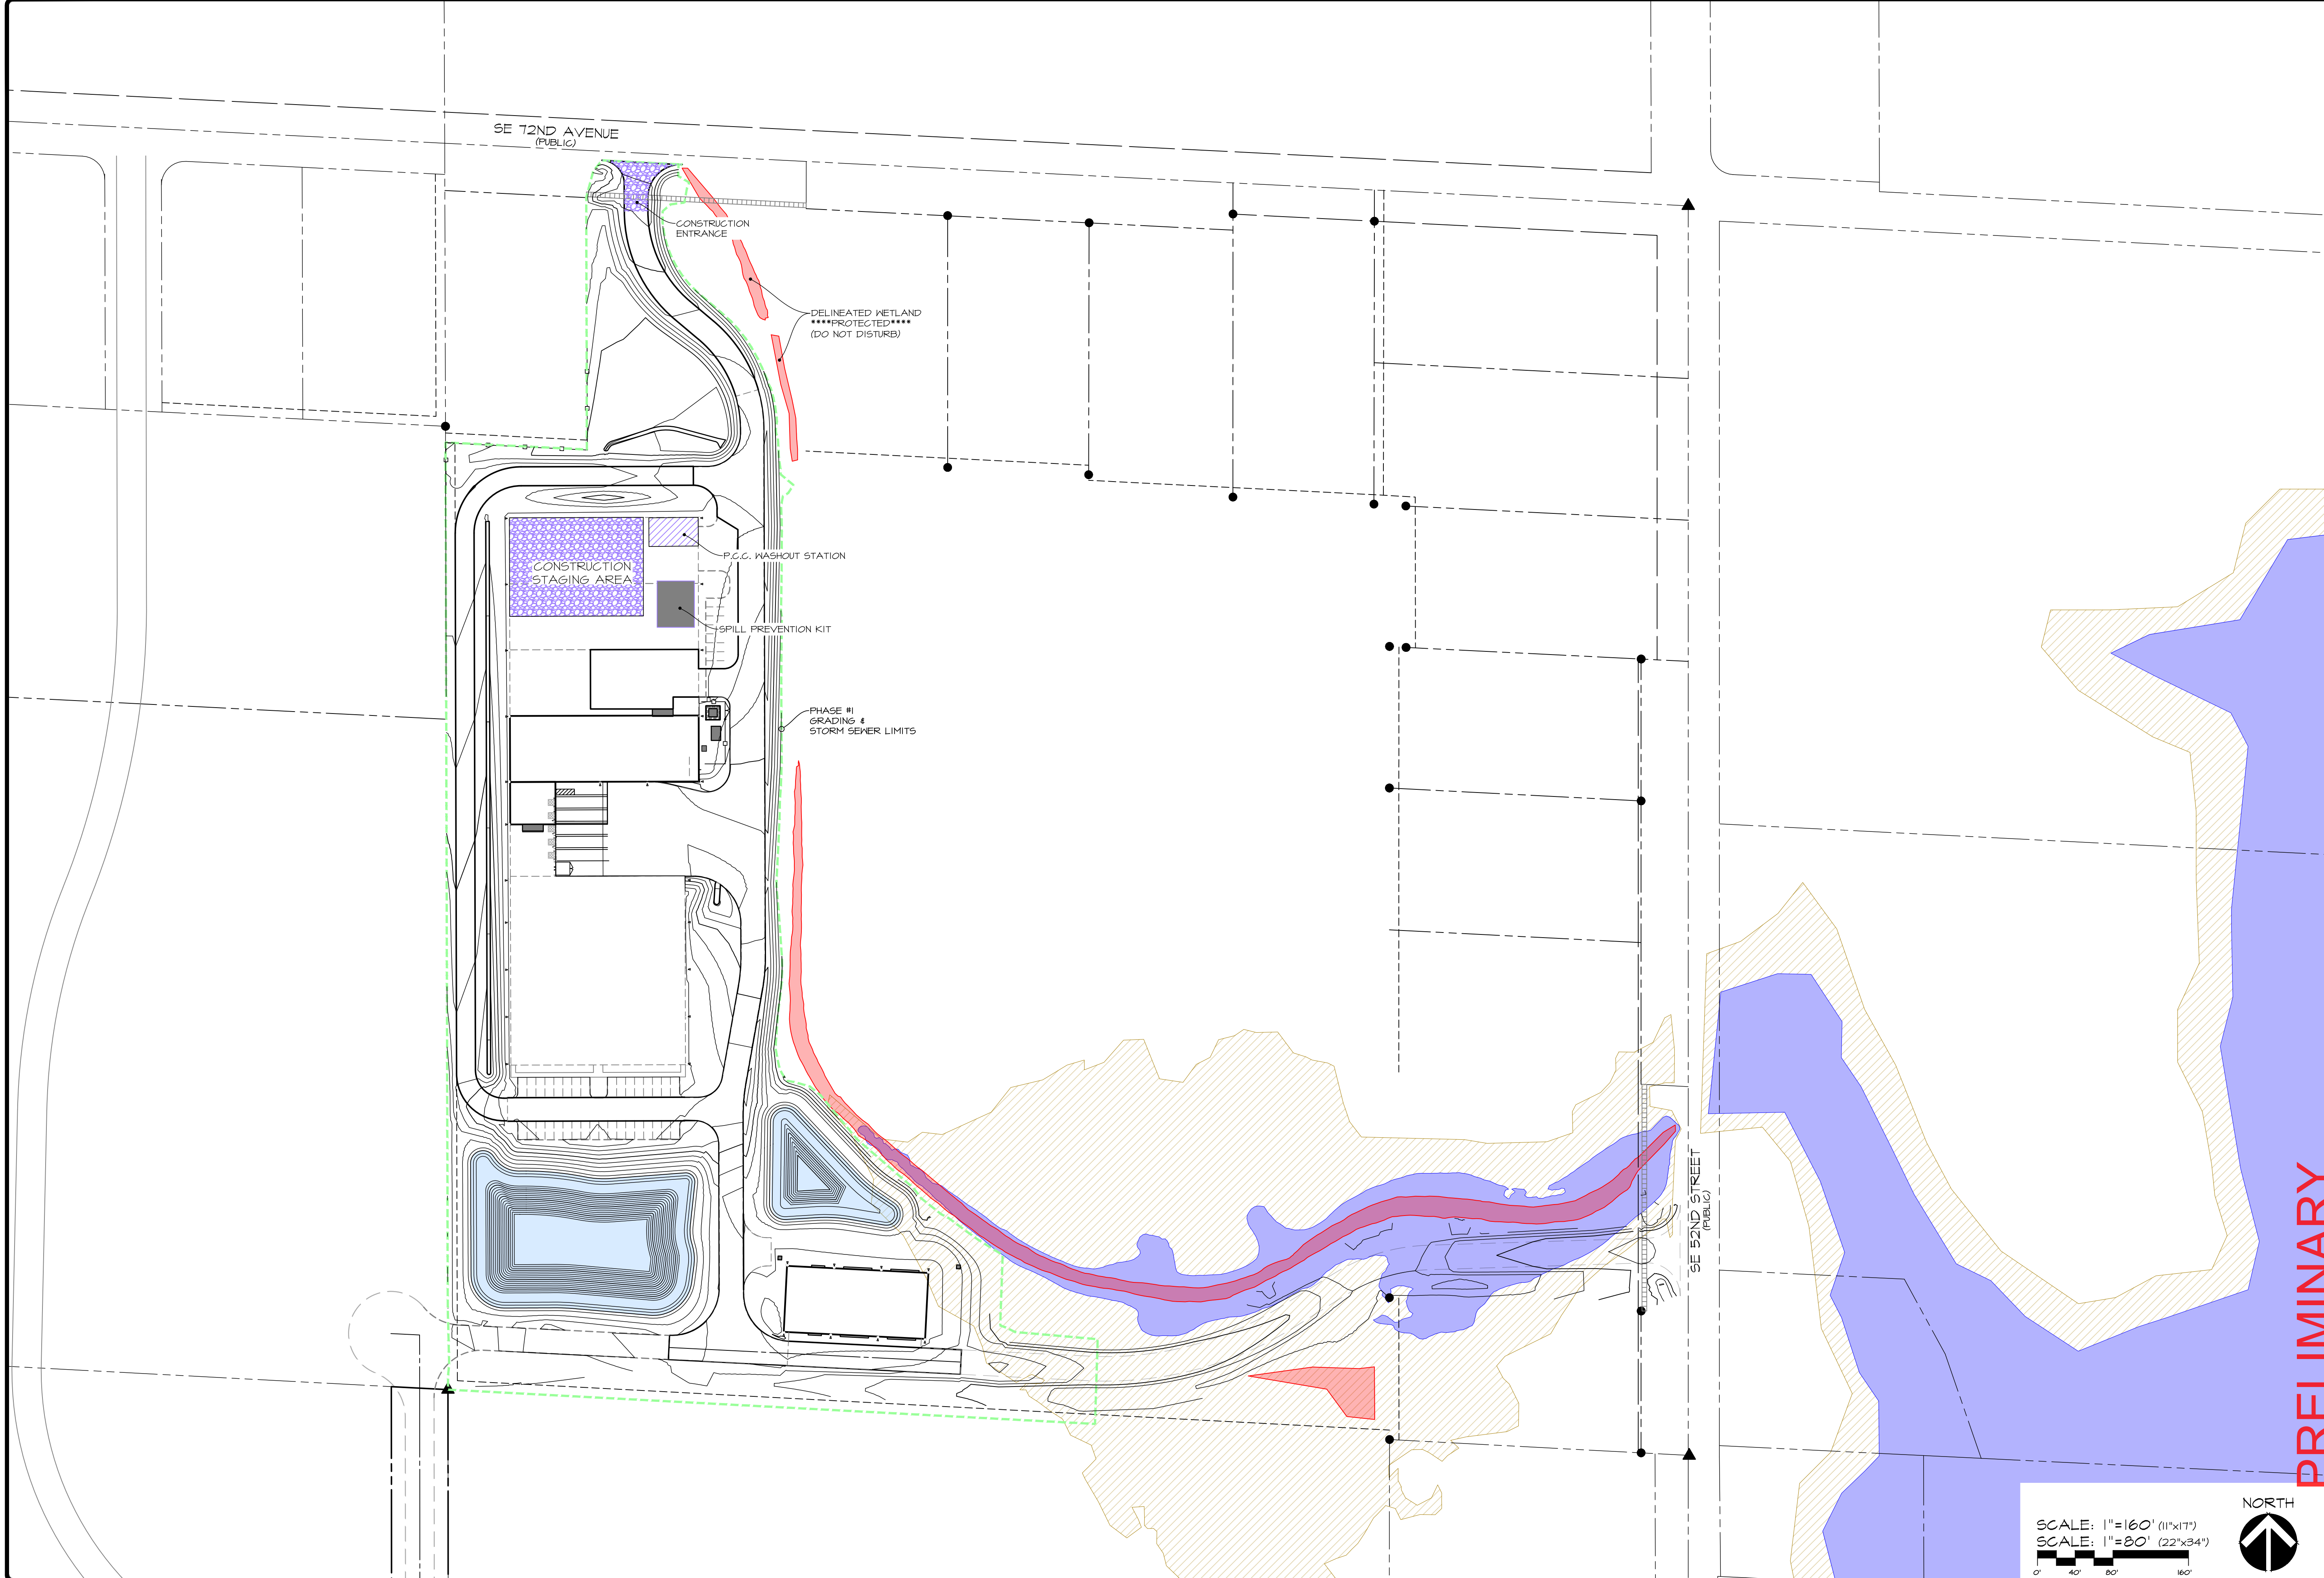 SE 72ND AVENUE
(PUBLIC)
CONSTRUCTION
ENTRANCE
DELINEATED WETLAND
****PROTECTED****
(DO NOT DISTURB)
P.C.C. WASHOUT STATION
CONSTRUCTION
STAGING AREA
SPILL PREVENTION KIT
PHASE #1
GRADING &
STORM SEWER LIMITS
SE 52ND STREET
(PUBLIC)
PRELIMINARY
NORTH
SCALE: 1"=160' (11"x17")
SCALE: 1"=80' (22"x34")
0' 40' 80' 160'